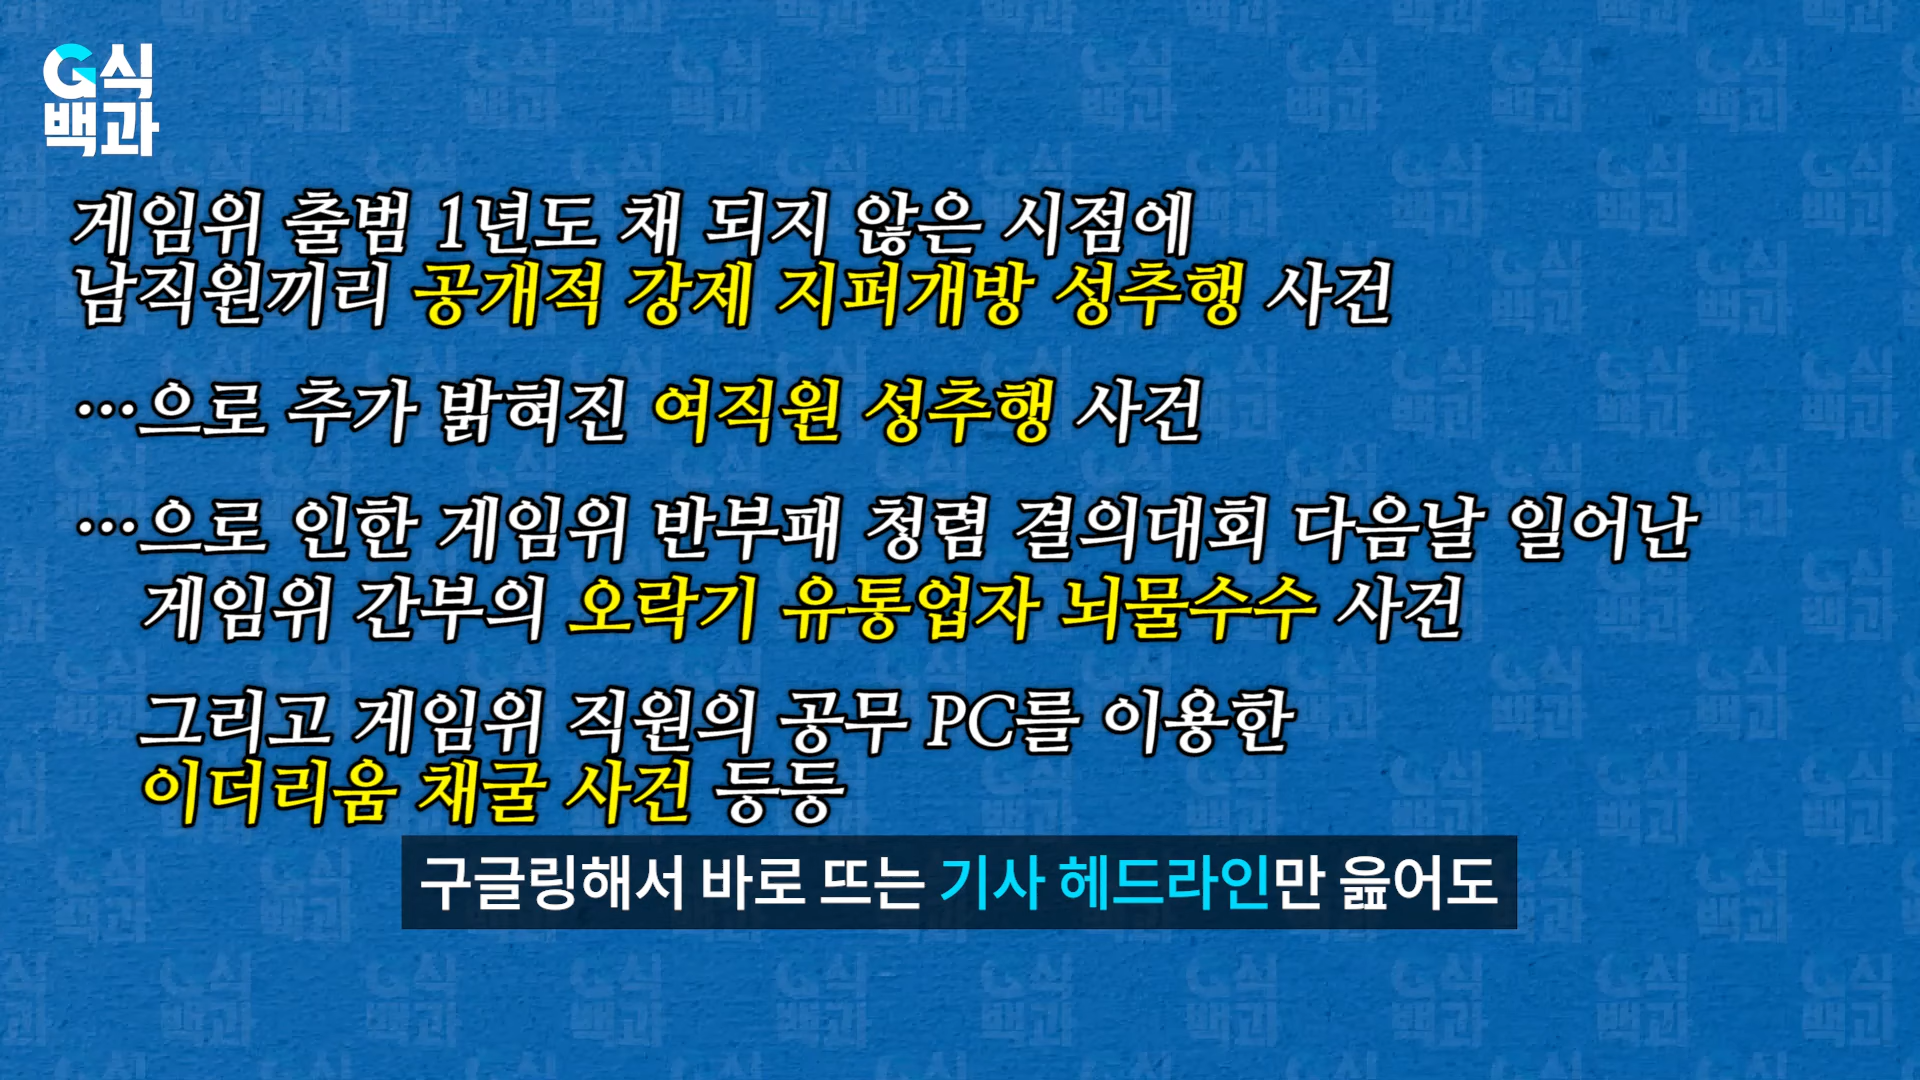 G식
백과
게임위 출범 1년도 채 되지 않은 시점에
남직원끼리 공개적 강제 지퍼개방 성추행 사건
…으로 추가 밝혀진 여직원 성추행 사건
…으로 인한 게임위 반부패 청렴 결의대회 다음날 일어난
게임위 간부의 오락기 유통업자 뇌물수수 사건
그리고 게임위 직원의 공무 PC를 이용한
이더리움 채굴 사건 등등
구글링해서 바로 뜨는 기사 헤드라인만 읊어도